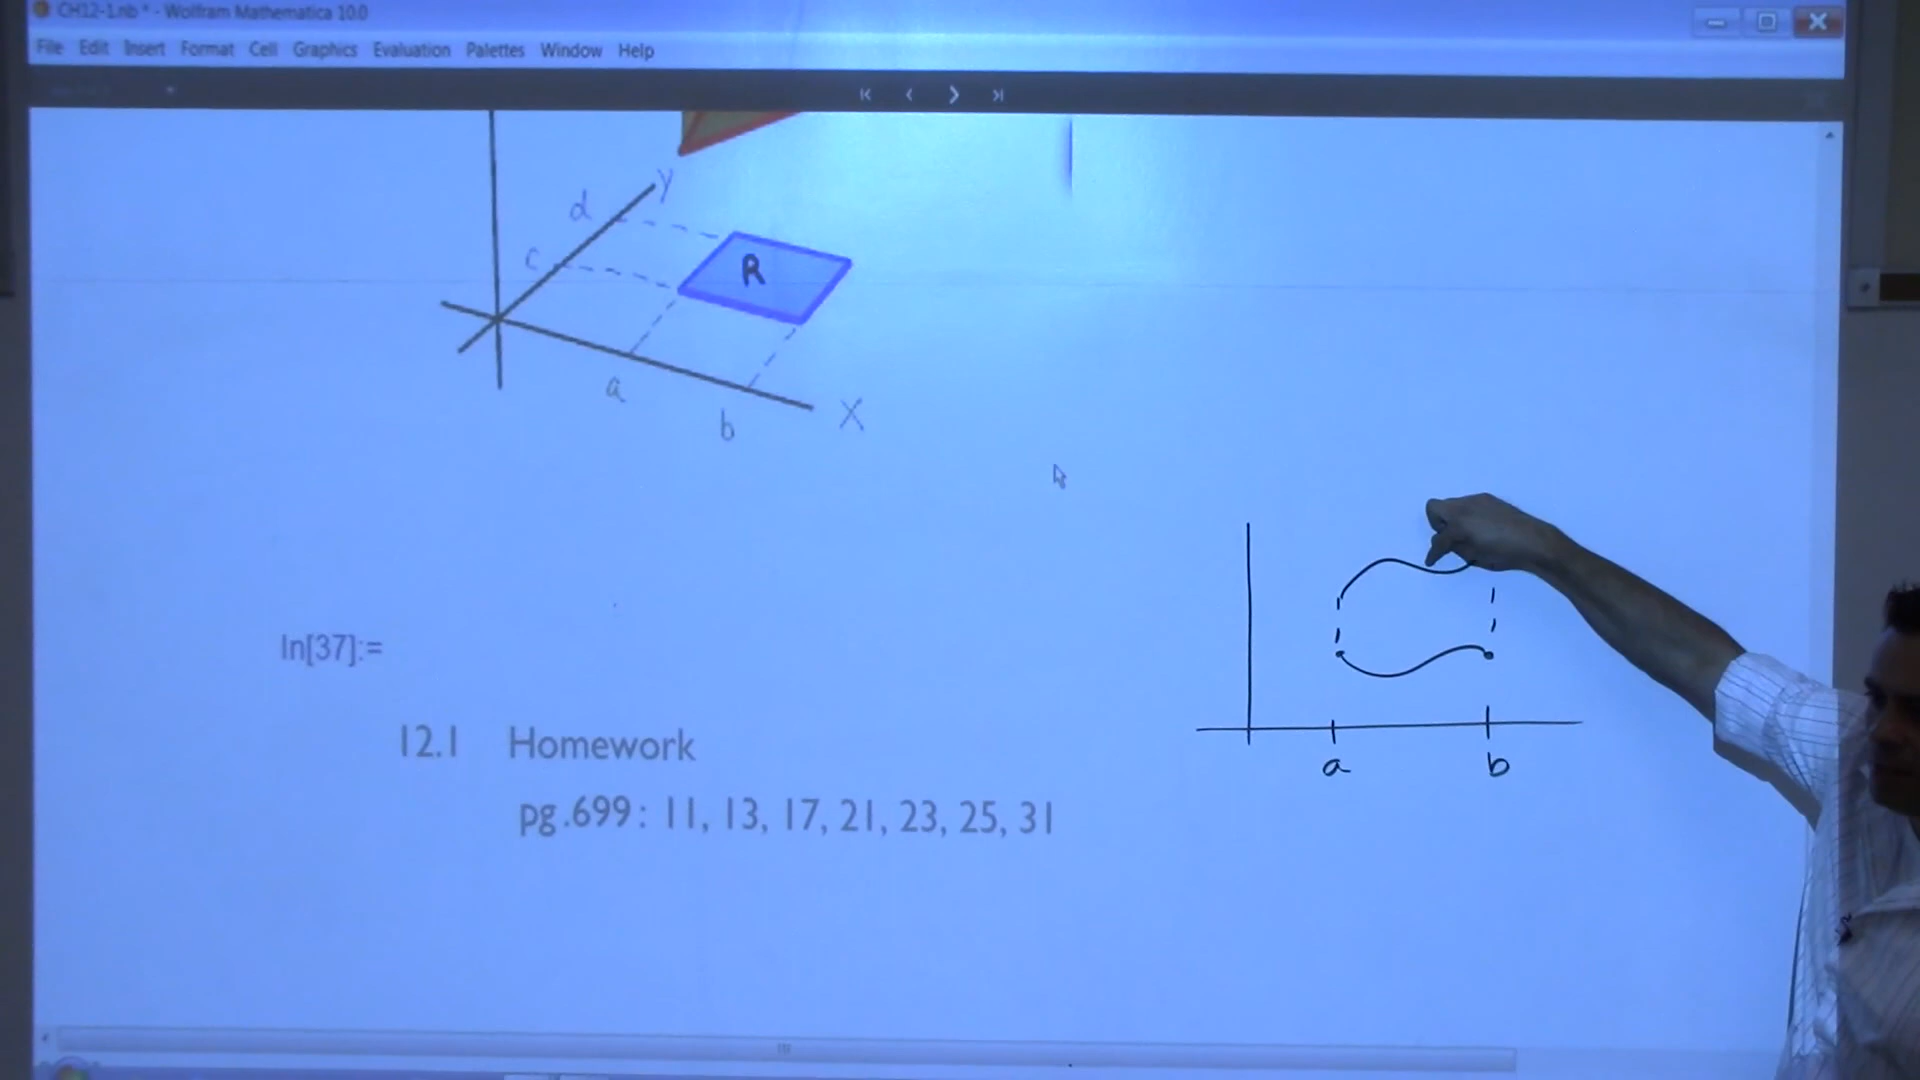 CH12-1.nb * - Wolfram Mathematica 10.0
File Edit Insert Format Cell Graphics Evaluation Palettes Window Help
y
d
R
c
a
b
X
In[37]:=
12.1 Homework
pg.699: 11, 13, 17, 21, 23, 25, 31
a b